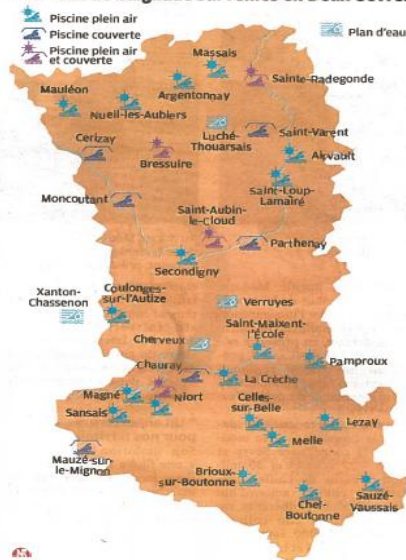 Piscine plein air
Piscine couverte
Piscine plein air
et couverte
Plan d'eau
Massais
Sainte-Radegonde
Mauléon
Argentonnay
Nueil-les-Aubiers
Cerizay
Luché-
Thouarsais
Saint-Varent
Airvault
Bressuire
Saint-Loup-
Lamairé
Moncoutant
Saint-Aubin-
le-Cloud
Parthenay
Secondigny
Xanton-
Chassenon
Coulonges-
sur-l'Autize
Verruyes
Cherveux
Saint-Maixent-
l'École
Pamproux
Chauray
La Crèche
Magné
Niort
Sansais
Celles-
sur-Belle
Lezay
Melle
Mauzé-sur-
le-Mignon
Brioux-
sur-Boutonne
Chef-
Boutonne
Sauzé-
Vaussais